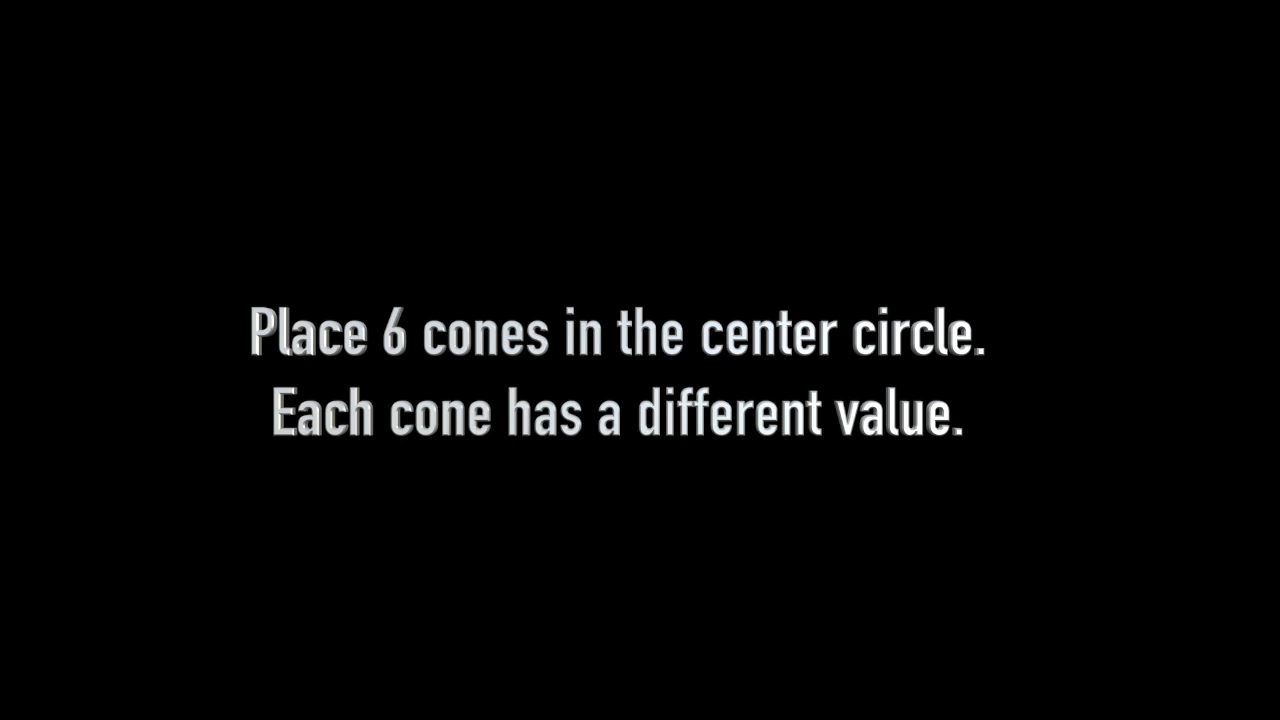 Place 6 cones in the center circle.
Each cone has a different value.